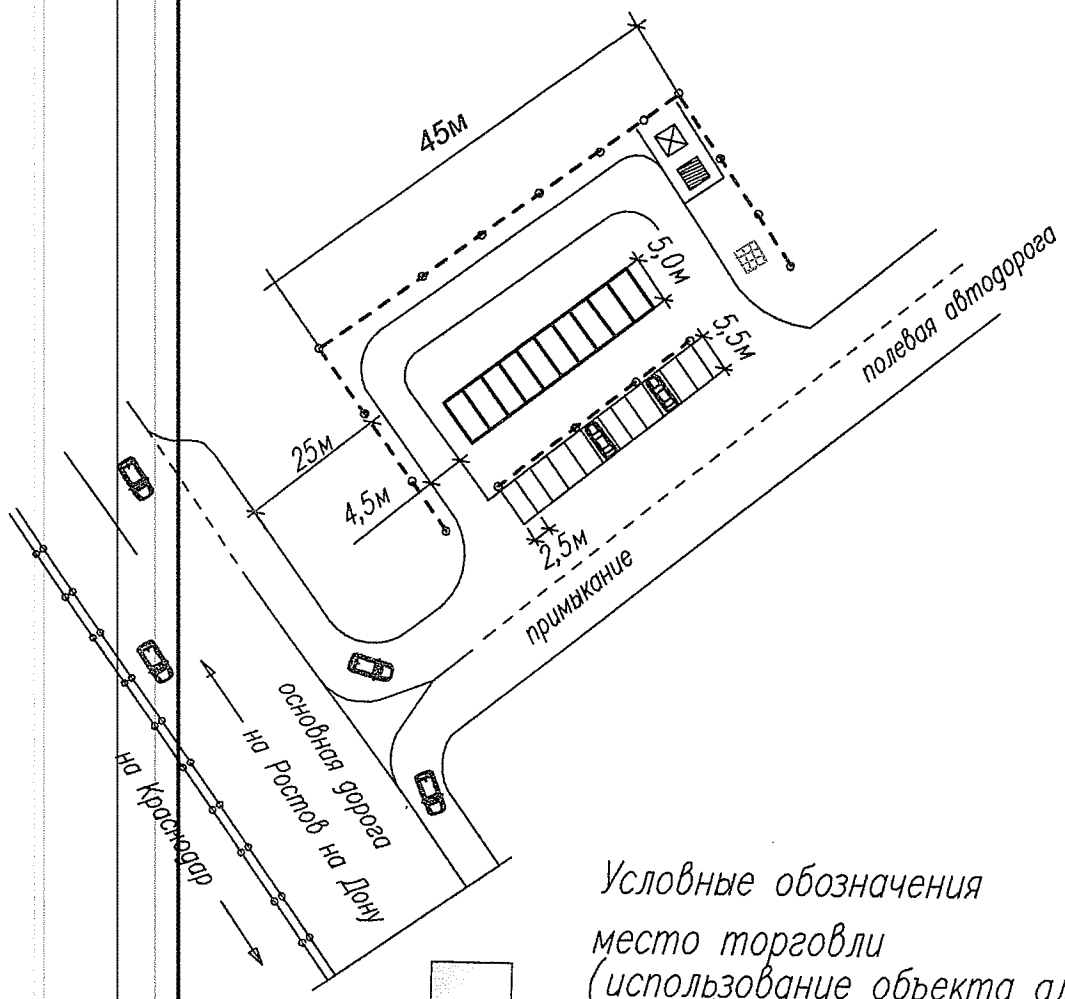 45м
5,0м
5,5м
полевая автодорога
25м
4,5м
2,5м
примыкание
основная дорога
на Ростов на Дону
на Краснодар
Условные обозначения
место торговли
(использование объекта